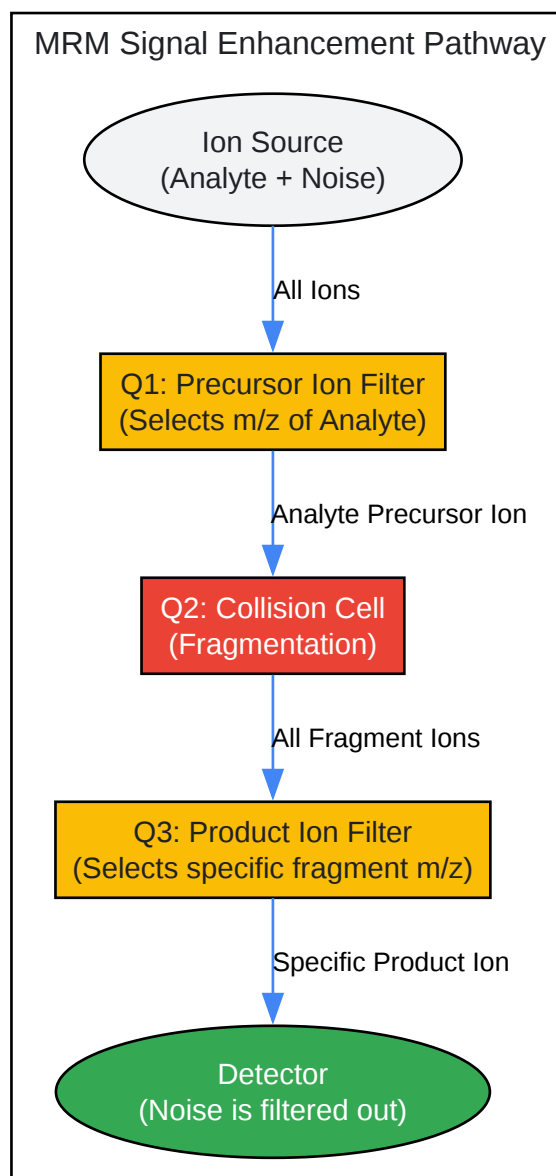 MRM Signal Enhancement Pathway
Ion Source
(Analyte + Noise)
All Ions
Q1: Precursor Ion Filter
(Selects m/z of Analyte)
Analyte Precursor Ion
Q2: Collision Cell
(Fragmentation)
All Fragment Ions
Q3: Product Ion Filter
(Selects specific fragment m/z)
Specific Product Ion
Detector
(Noise is filtered out)